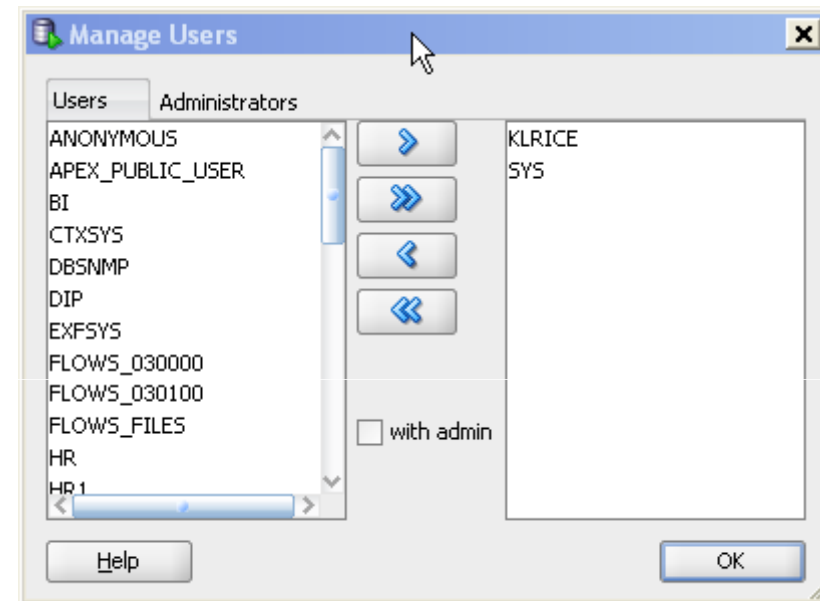 Manage Users
Users
Administrators
ANONYMOUS
APEX_PUBLIC_USER
BI
CTXSYS
DBSNMP
DIP
EXFSYS
FLOWS_030000
FLOWS_030100
FLOWS_FILES
HR
HR1
with admin
KLRICE
SYS
Help
OK